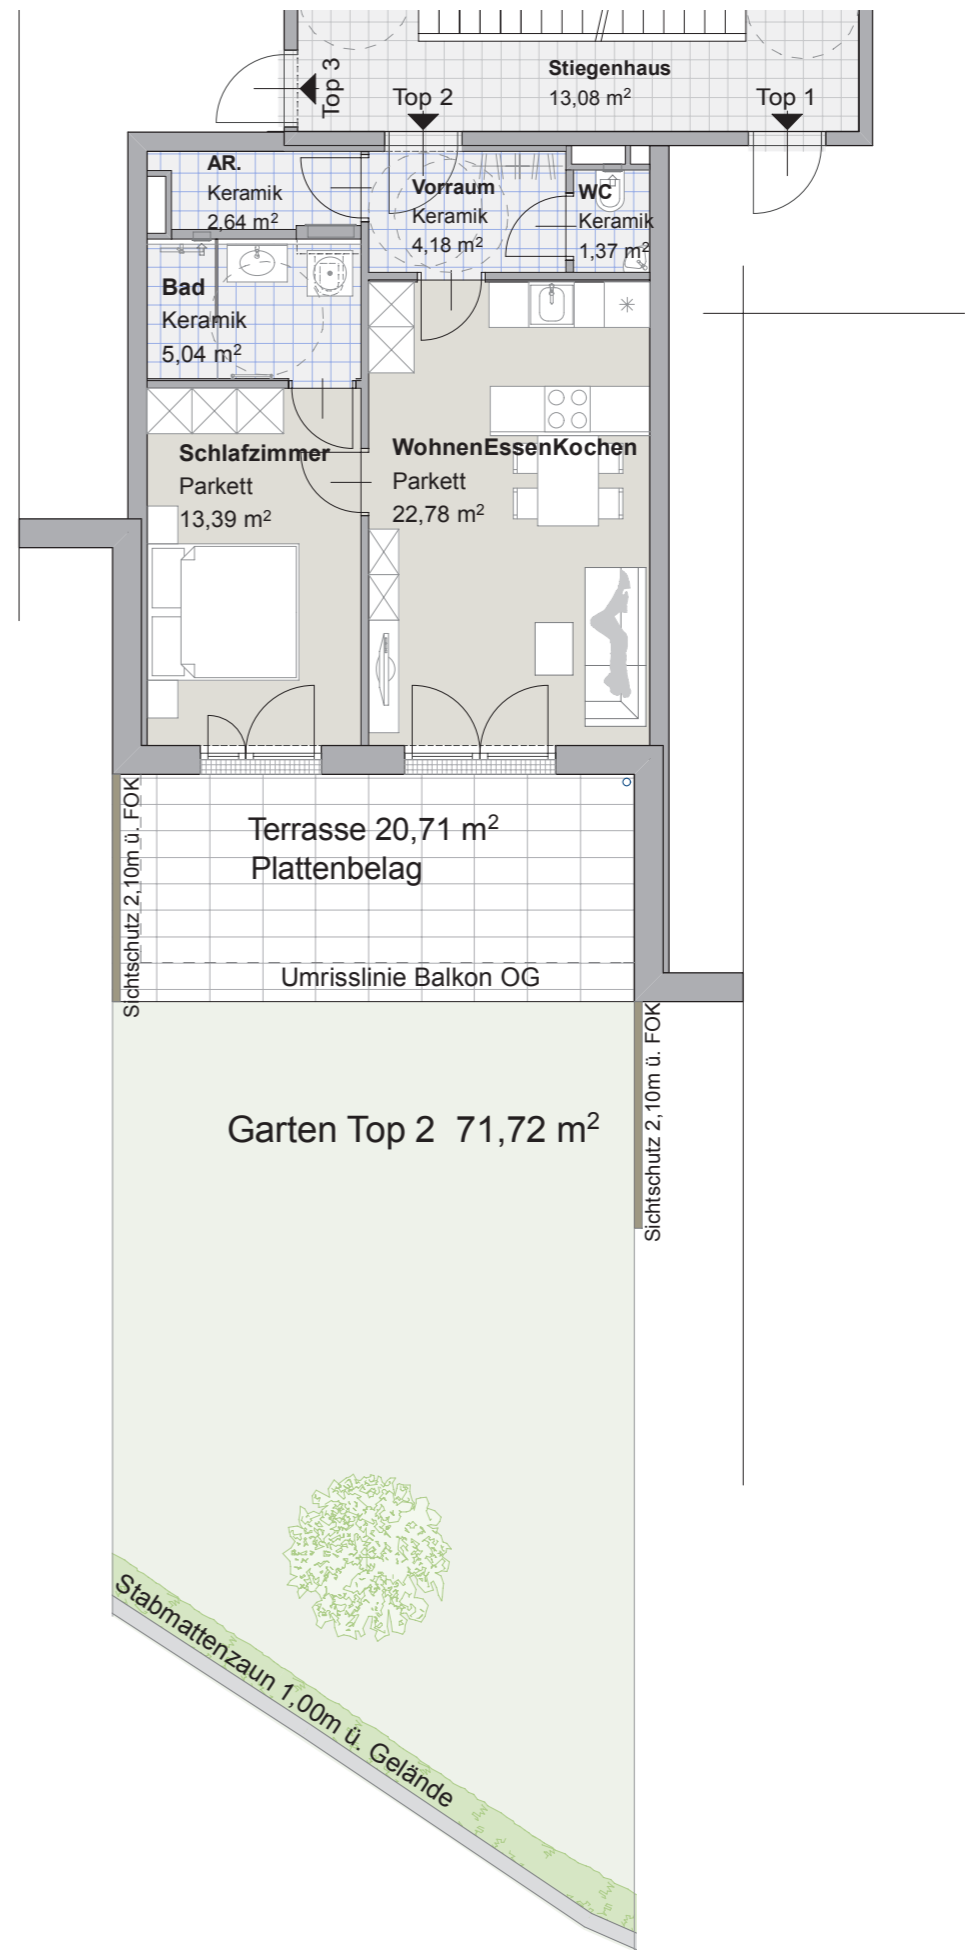 Stiegenhaus
13,08 m²
Top 3
Top 2
Top 1
AR.
Keramik
2,64 m²
Vorraum
Keramik
4,18 m²
WC
Keramik
1,37 m²
Bad
Keramik
5,04 m²
Schlafzimmer
Parkett
13,39 m²
WohnenEssenKochen
Parkett
22,78 m²
Sichtschutz 2,10m ü. FOK
Terrasse 20,71 m²
Plattenbelag
Umrisslinie Balkon OG
Sichtschutz 2,10m ü. FOK
Garten Top 2 71,72 m²
Stabmattenzaun 1,00m ü. Gelände